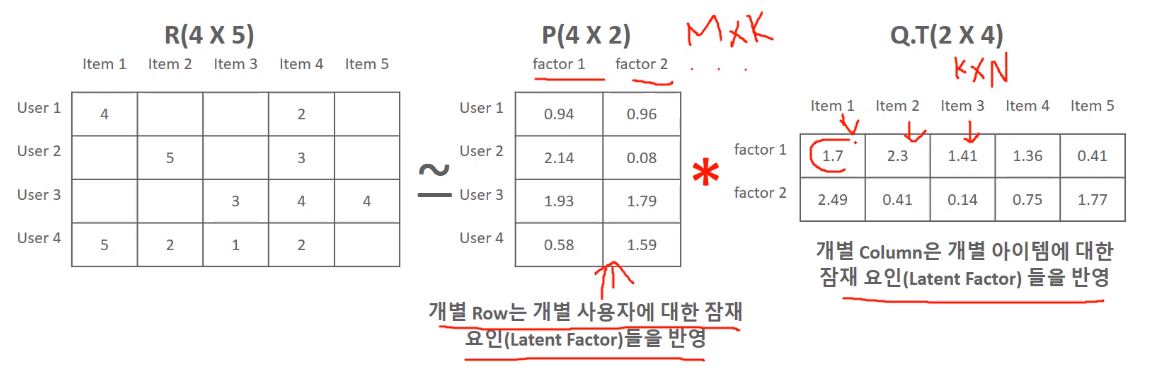 R(4 X 5)
P(4 X 2)
MxK
Q.T(2 X 4)
KXN
Item 1 Item 2 Item 3 Item 4 Item 5
factor 1 factor 2
Item 1 Item 2 Item 3 Item 4 Item 5
User 1 4 2
User 2 5 3
User 3 3 4 4
User 4 5 2 1 2
~
User 1 0.94 0.96
User 2 2.14 0.08
User 3 1.93 1.79
User 4 0.58 1.59
*
factor 1 1.7 2.3 1.41 1.36 0.41
factor 2 2.49 0.41 0.14 0.75 1.77
개별 Row는 개별 사용자에 대한 잠재
요인(Latent Factor)들을 반영
개별 Column은 개별 아이템에 대한
잠재 요인(Latent Factor) 들을 반영